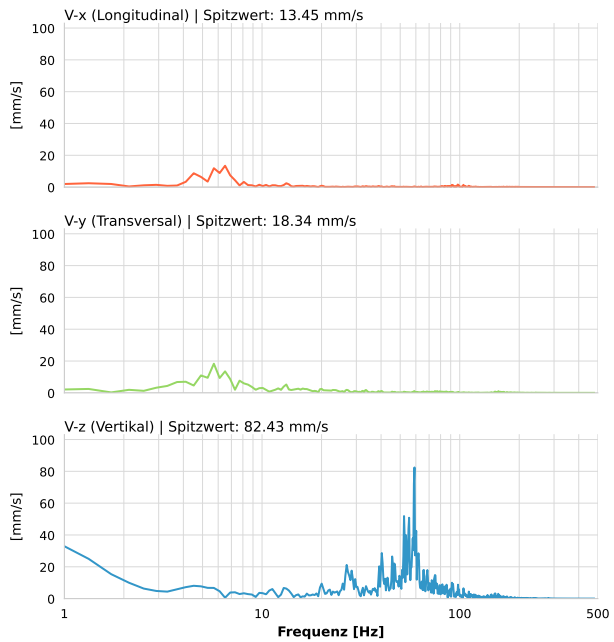 V-x (Longitudinal) | Spitzwert: 13.45 mm/s
100
80
60
40
20
0
[mm/s]
V-y (Transversal) | Spitzwert: 18.34 mm/s
100
80
60
40
20
0
[mm/s]
V-z (Vertikal) | Spitzwert: 82.43 mm/s
100
80
60
40
20
0
[mm/s]
1 10 100 500
Frequenz [Hz]